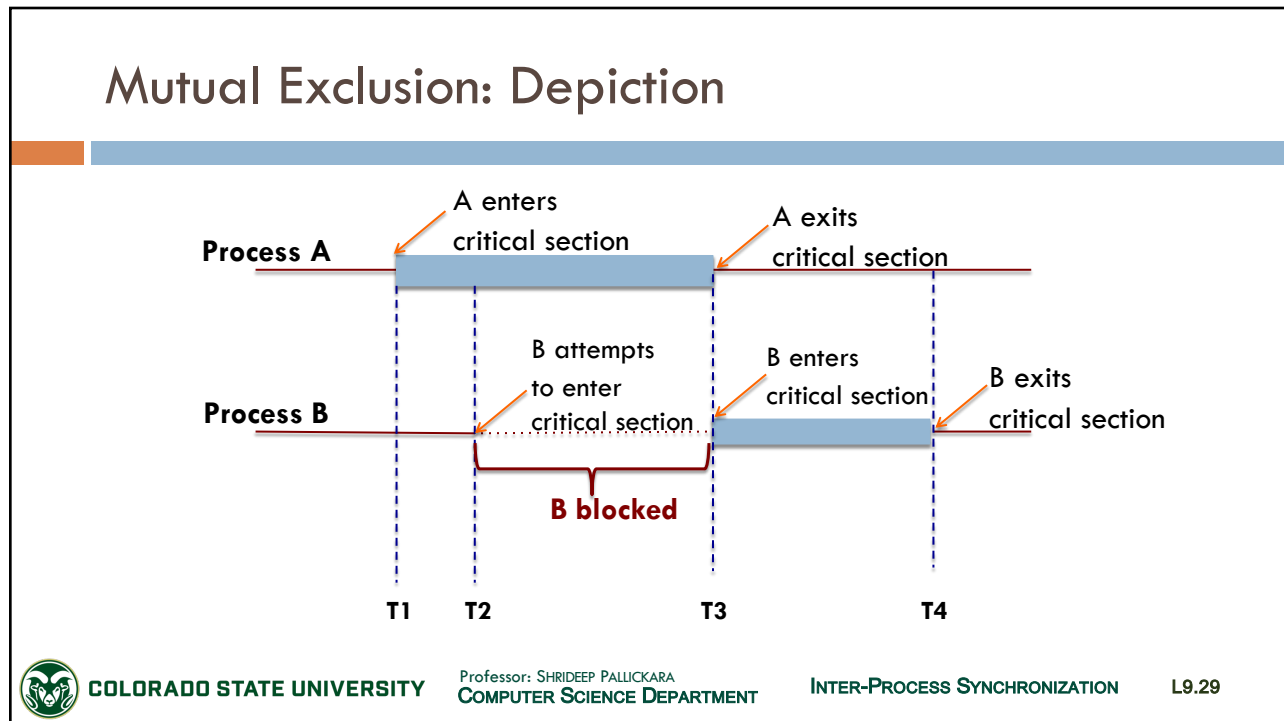 Mutual Exclusion: Depiction
A enters
critical section
A exits
critical section
Process A
B attempts
to enter
critical section
B enters
critical section
B exits
critical section
Process B
B blocked
T1 T2 T3 T4
COLORADO STATE UNIVERSITY
Professor: SHRIDEEP PALLICKARA
COMPUTER SCIENCE DEPARTMENT
INTER-PROCESS SYNCHRONIZATION
L9.29